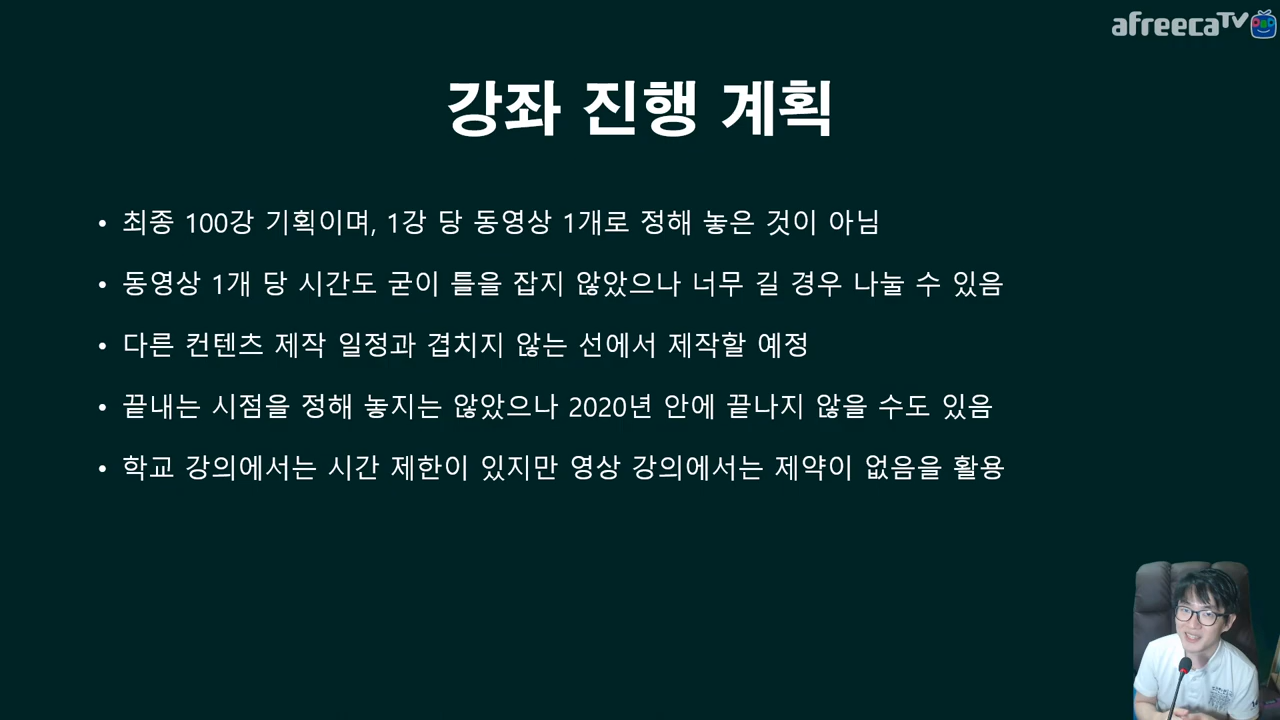 afreecaTV
강좌 진행 계획
• 최종 100강 기획이며, 1강 당 동영상 1개로 정해 놓은 것이 아님
• 동영상 1개 당 시간도 굳이 틀을 잡지 않았으나 너무 길 경우 나눌 수 있음
• 다른 컨텐츠 제작 일정과 겹치지 않는 선에서 제작할 예정
• 끝내는 시점을 정해 놓지는 않았으나 2020년 안에 끝나지 않을 수도 있음
• 학교 강의에서는 시간 제한이 있지만 영상 강의에서는 제약이 없음을 활용